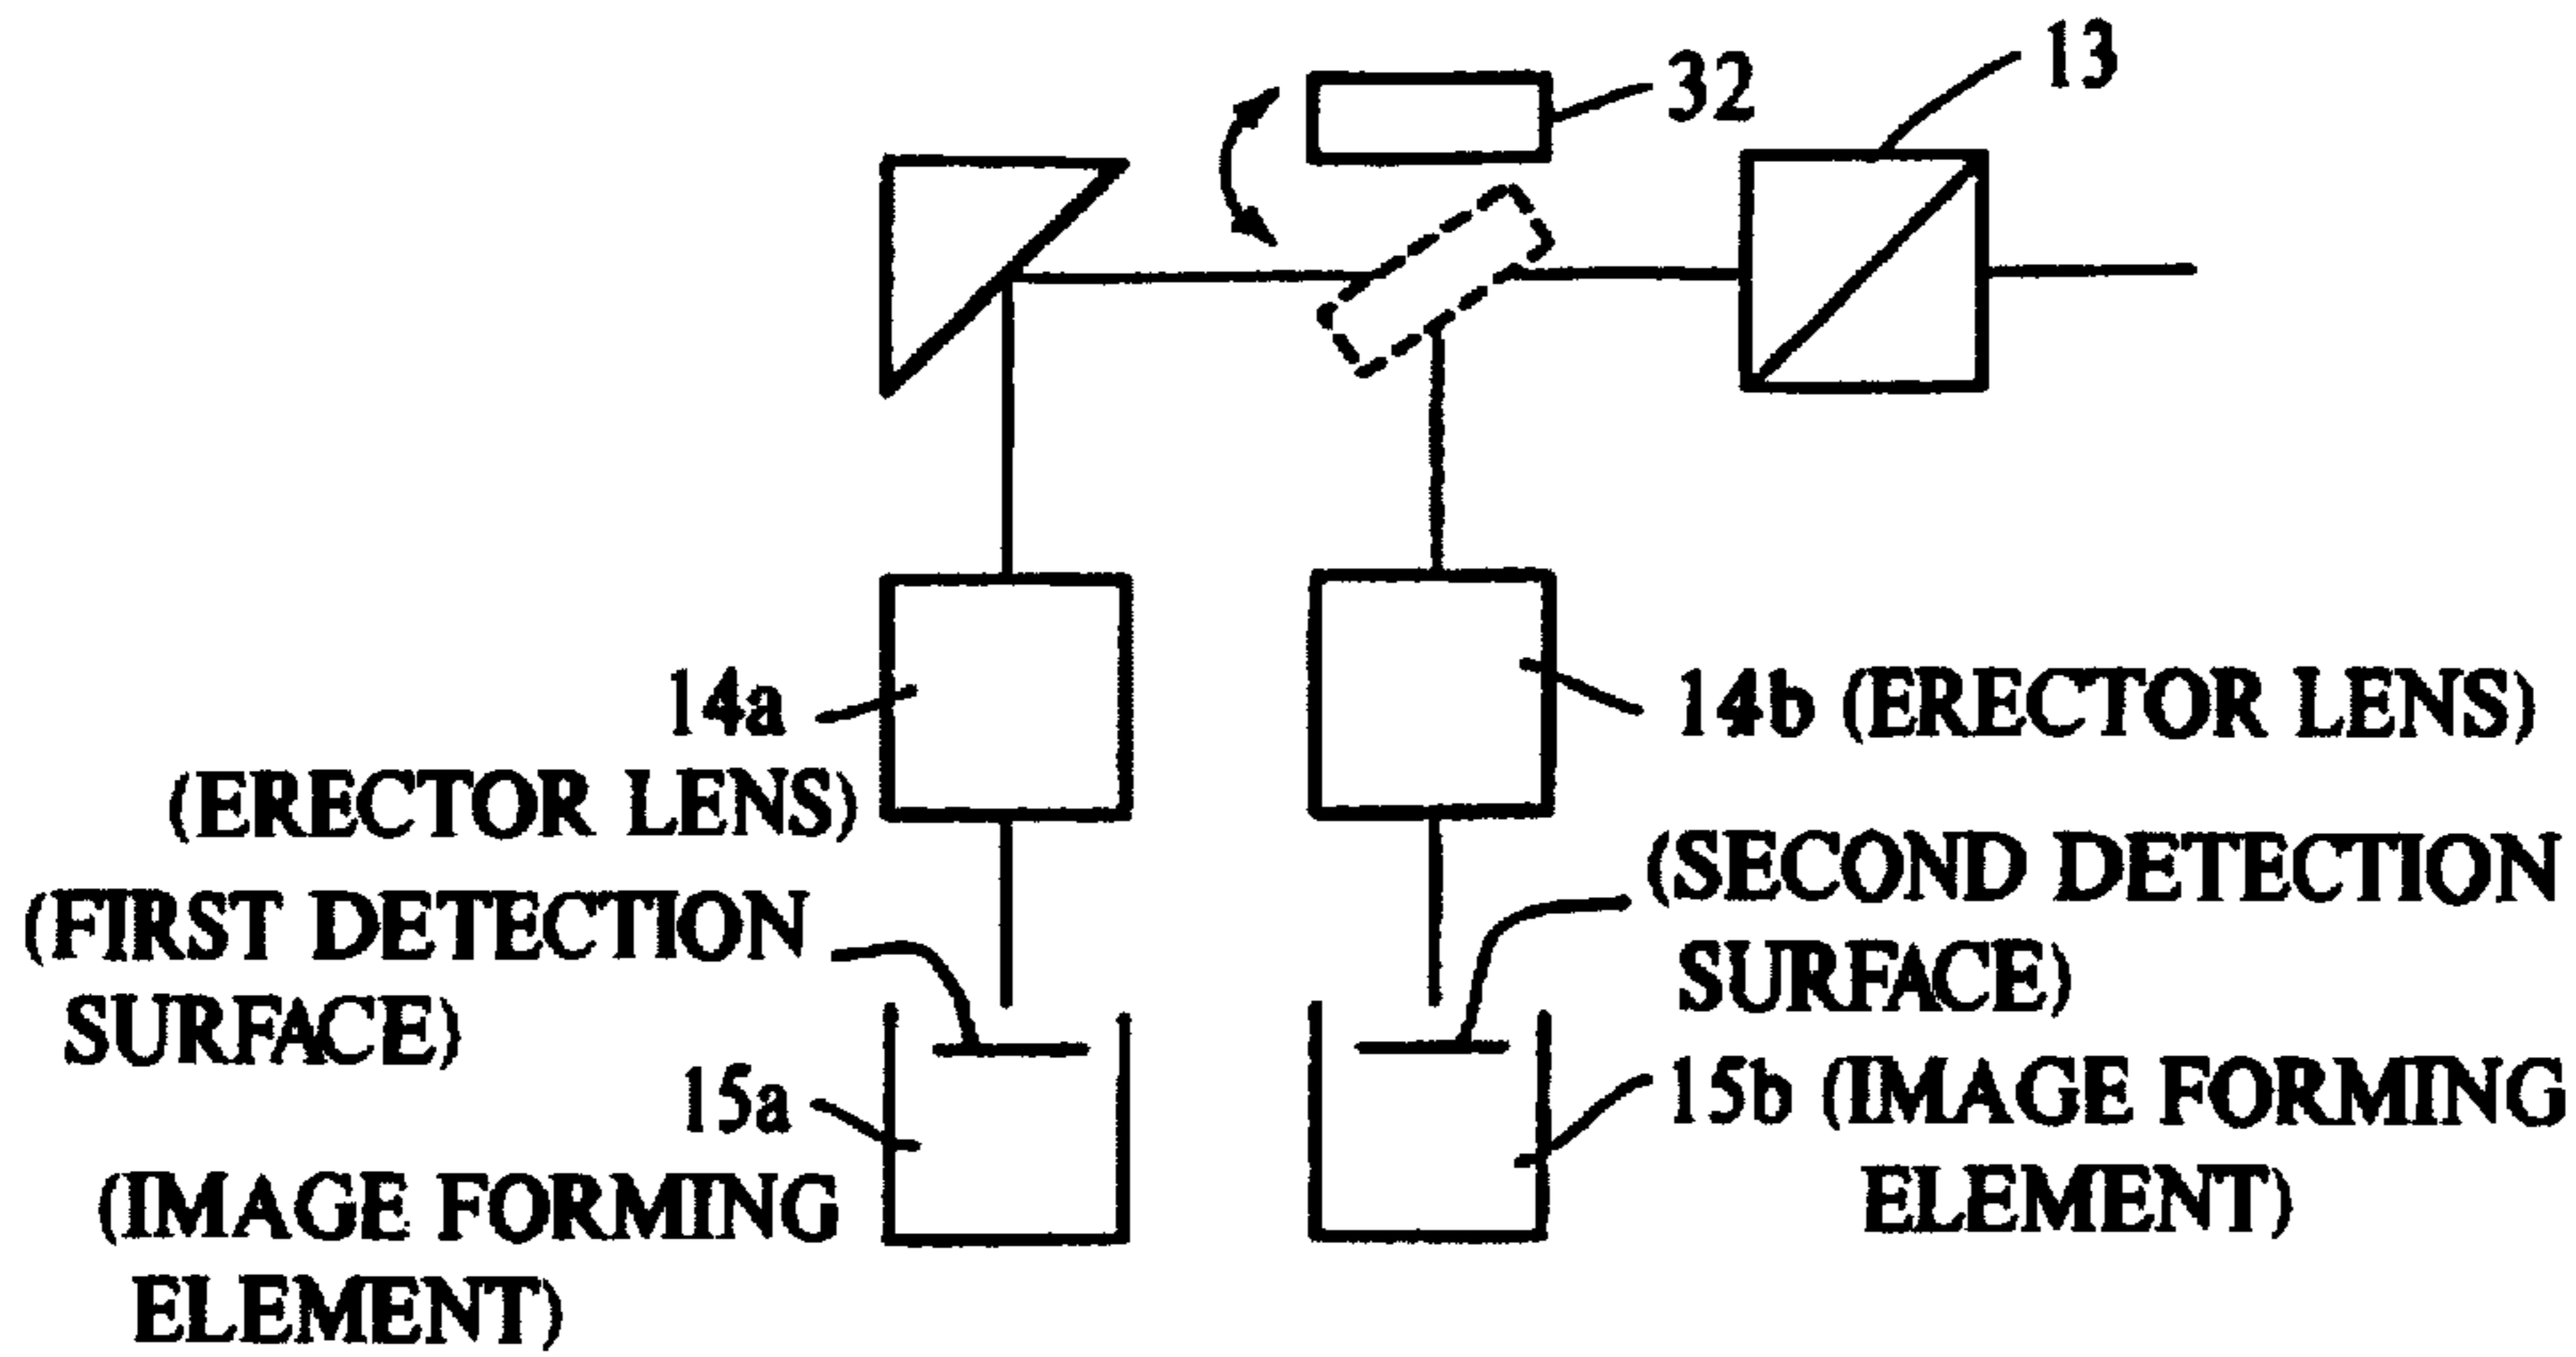 13
32
14a
(ERECTOR LENS)
14b (ERECTOR LENS)
(FIRST DETECTION
SURFACE)
(SECOND DETECTION
SURFACE)
15a
(IMAGE FORMING
ELEMENT)
15b (IMAGE FORMING
ELEMENT)